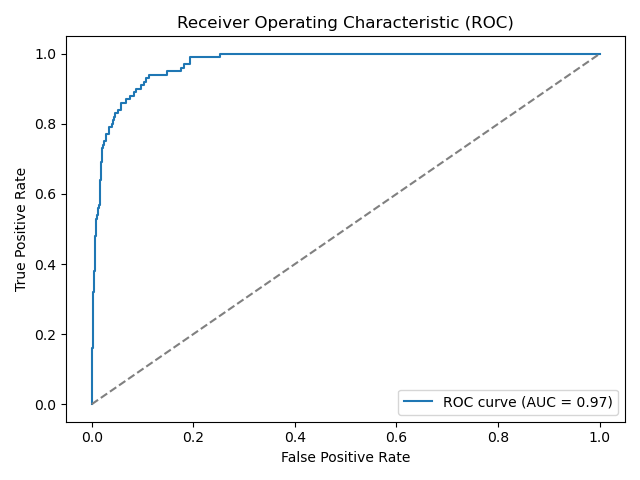 Receiver Operating Characteristic (ROC)
True Positive Rate
1.0
0.8
0.6
0.4
0.2
0.0
ROC curve (AUC = 0.97)
0.0 0.2 0.4 0.6 0.8 1.0
False Positive Rate